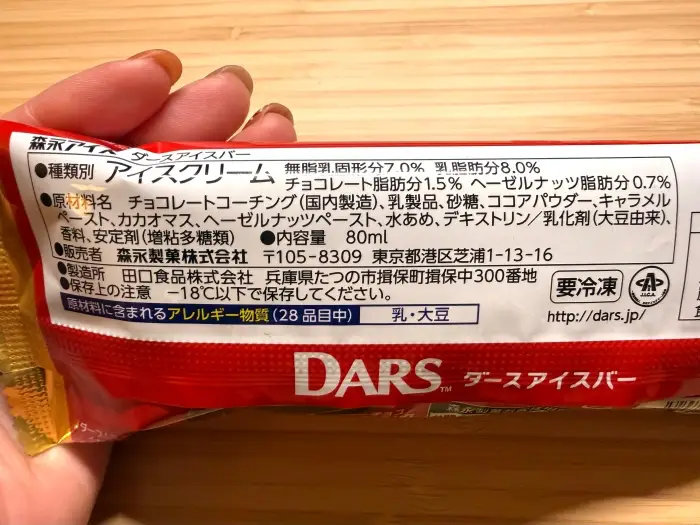 森永アイス ダースアイスバー
●種類別 アイスクリーム 無脂乳固形分7.0% 乳脂肪分8.0%
チョコレート脂肪分1.5% ヘーゼルナッツ脂肪分0.7%
●原材料名 チョコレートコーチング(国内製造)、乳製品、砂糖、ココアパウダー、キャラメル
ペースト、カカオマス、ヘーゼルナッツペースト、水あめ、デキストリン/乳化剤(大豆由来)、
香料、安定剤(増粘多糖類) ●内容量 80ml
●販売者 森永製菓株式会社 〒105-8309 東京都港区芝浦1-13-16
●製造所 田口食品株式会社 兵庫県たつの市揖保町揖保中300番地
●保存上の注意 -18℃以下で保存してください。
要冷凍
原材料に含まれるアレルギー物質(28品目中) 乳・大豆
http://dars.jp/
DARS TM ダースアイスバー